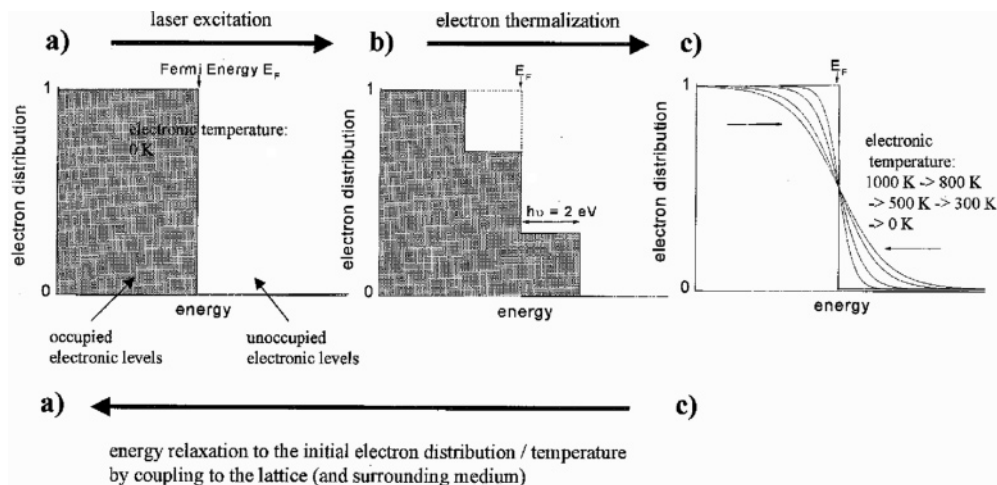 laser excitation
electron thermalization
a)
b)
c)
Fermi Energy E_F
E_F
E_F
1
electron distribution
0
electronic temperature:
0 K
energy
occupied
electronic levels
unoccupied
electronic levels
1
electron distribution
0
hυ = 2 eV
energy
1
electron distribution
0
electronic
temperature:
1000 K -> 800 K
-> 500 K -> 300 K
-> 0 K
energy
a)
c)
energy relaxation to the initial electron distribution / temperature
by coupling to the lattice (and surrounding medium)